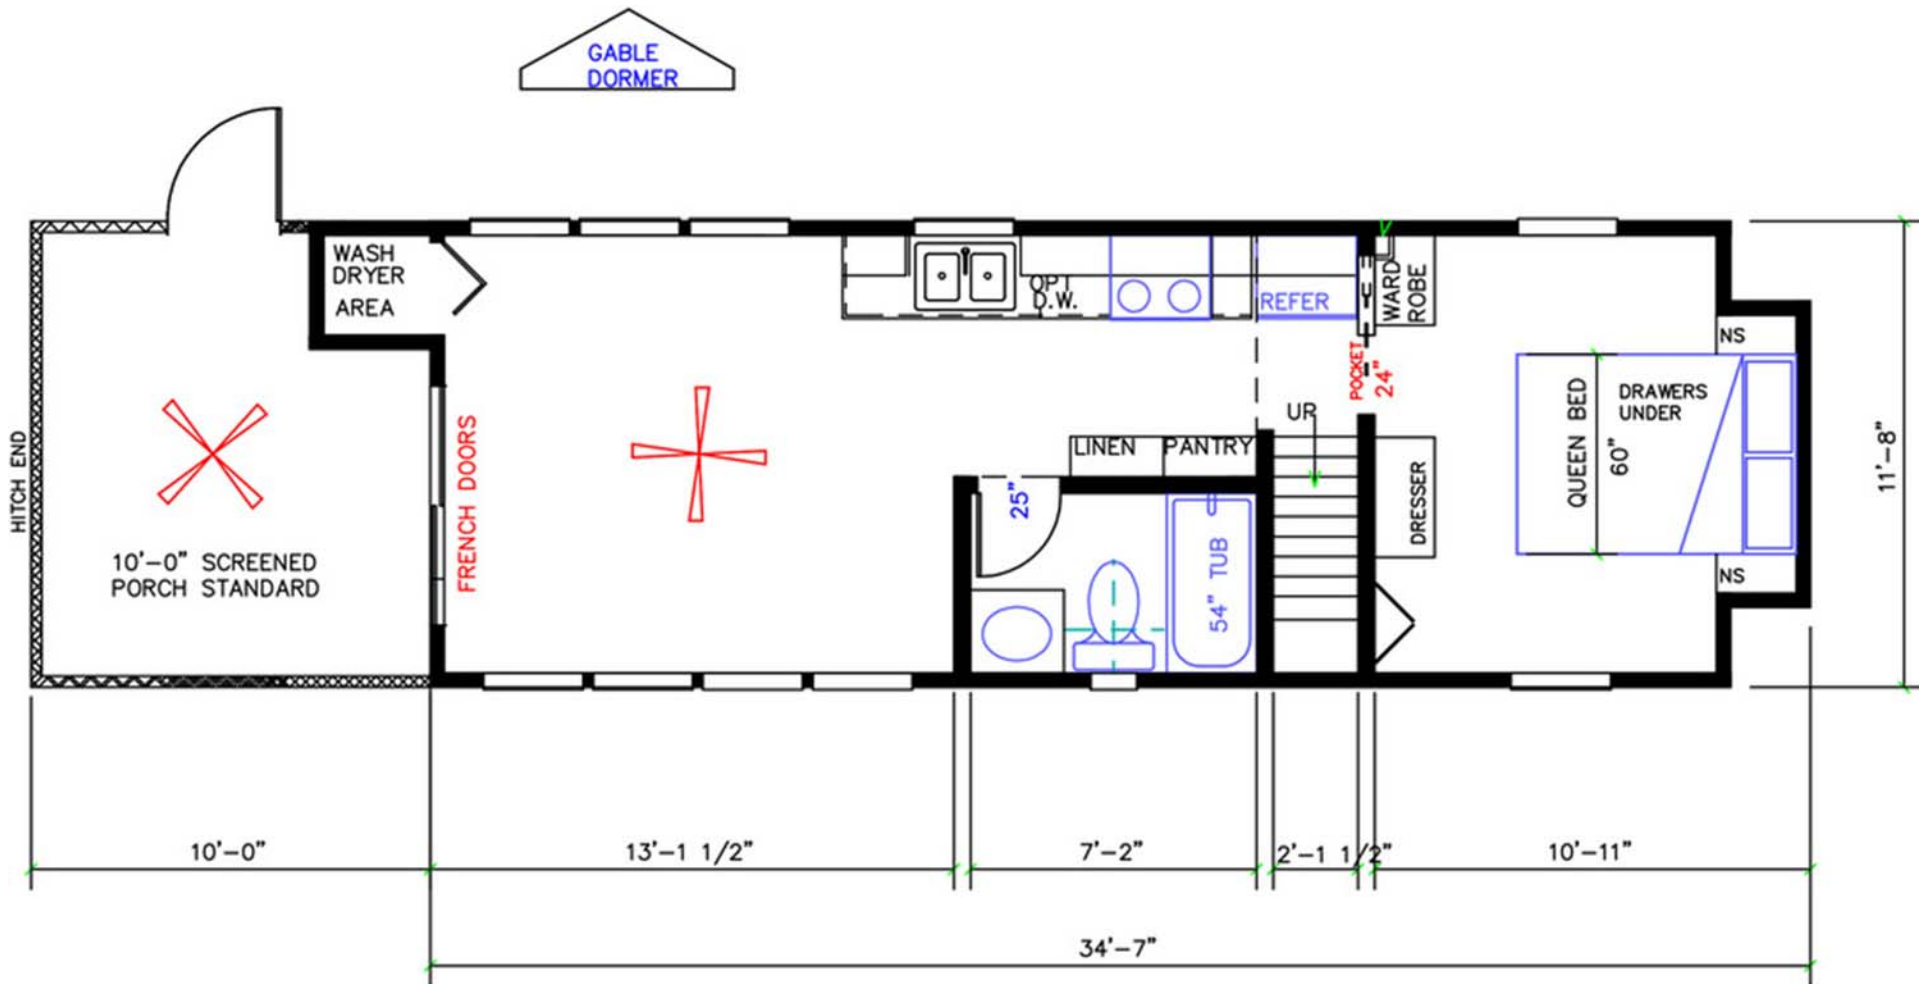 GABLE
DORMER
WASH
DRYER
AREA
OPT
D.W.
REFER
WARD
ROBE
POCKET
24"
NS
QUEEN BED
60"
DRAWERS
UNDER
NS
UP
LINEN
PANTRY
DRESSER
11'-8"
HITCH END
FRENCH DOORS
25"
54" TUB
10'-0" SCREENED
PORCH STANDARD
10'-0"
13'-1 1/2"
7'-2"
2'-1 1/2"
10'-11"
34'-7"